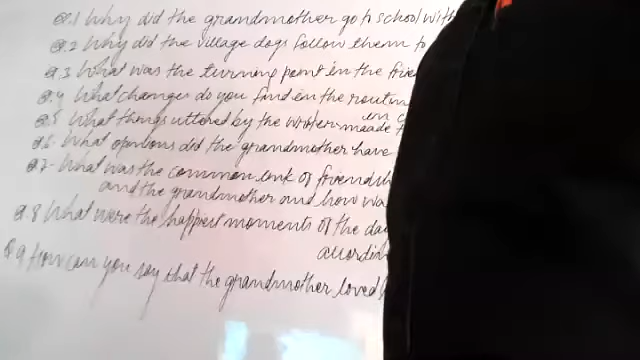 Q.1 Why did the grandmother go to school with
Q.2 Why did the village dogs follow them to
Q.3 What was the turning point in the frie
Q.4 What changes do you find in the routin
in c
Q.5 What things uttered by the writer maade
Q.6 What opinions did the grandmother have
Q.7- What was the common link of friendsh
and the grandmother and how wa
Q.8 What were the happiest moments of the da
accordin
Q.9 How can you say that the grandmother loved